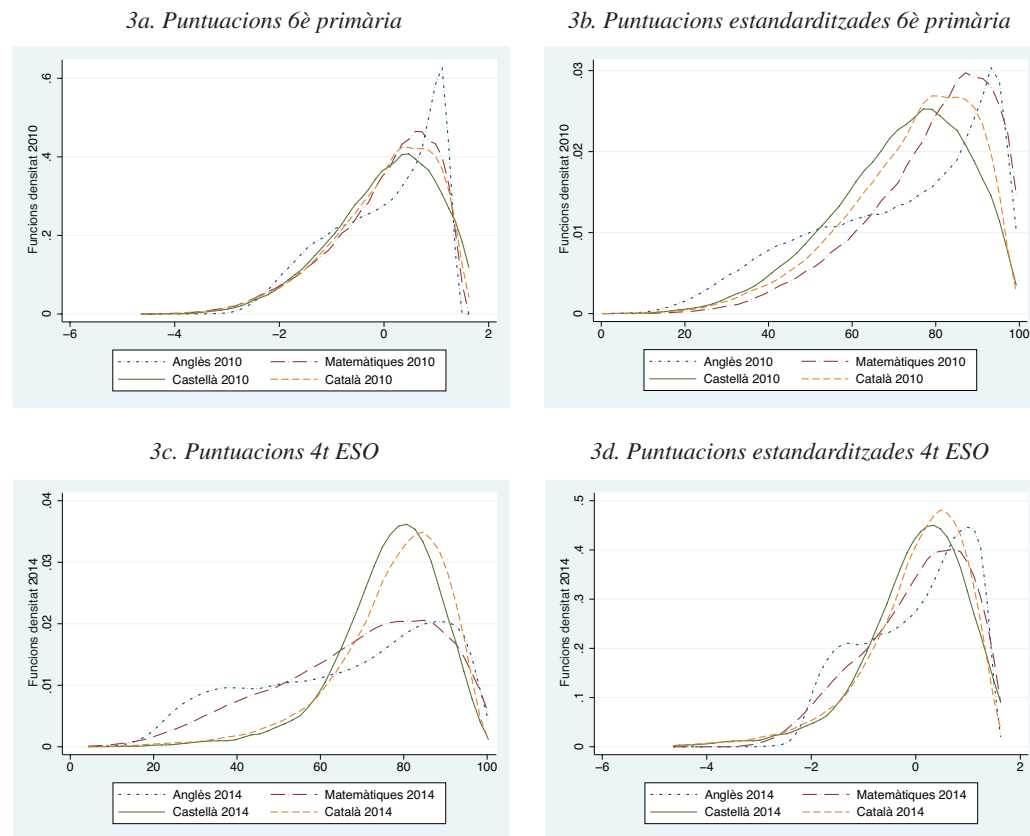 3a. Puntuacions 6è primària
Funcions densitat 2010
0 .2 .4 .6
−6 −4 −2 0 2
Anglès 2010 Matemàtiques 2010
Castellà 2010 Català 2010
3b. Puntuacions estandarditzades 6è primària
Funcions densitat 2010
0 .01 .02 .03
0 20 40 60 80 100
Anglès 2010 Matemàtiques 2010
Castellà 2010 Català 2010
3c. Puntuacions 4t ESO
Funcions densitat 2014
0 .01 .02 .03 .04
0 20 40 60 80 100
Anglès 2014 Matemàtiques 2014
Castellà 2014 Català 2014
3d. Puntuacions estandarditzades 4t ESO
Funcions densitat 2014
0 .1 .2 .3 .4 .5
−6 −4 −2 0 2
Anglès 2014 Matemàtiques 2014
Castellà 2014 Català 2014